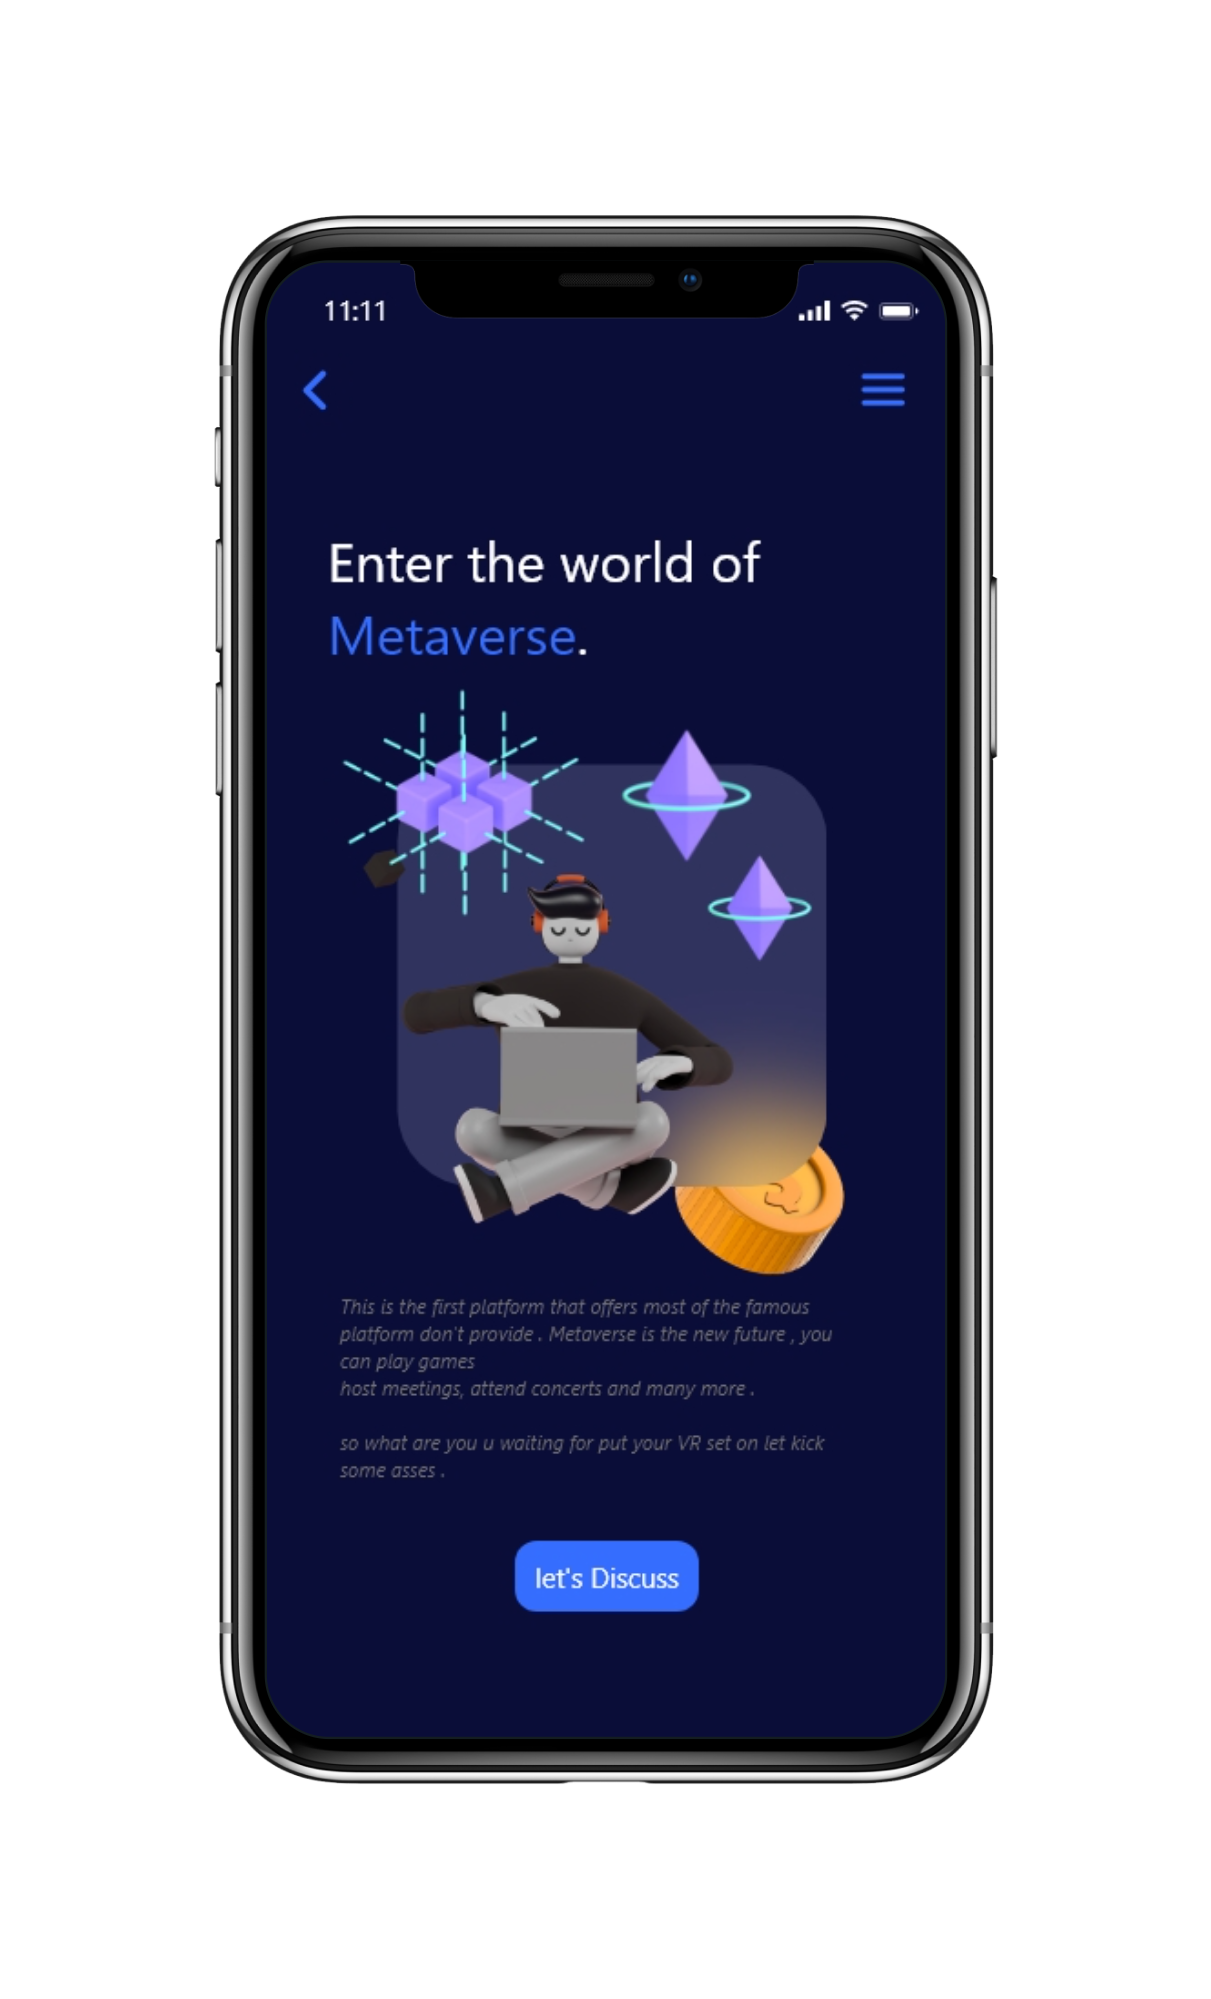 11:11
Enter the world of
Metaverse.
This is the first platform that offers most of the famous
platform don't provide . Metaverse is the new future , you
can play games
host meetings, attend concerts and many more .
so what are you u waiting for put your VR set on let kick
some asses .
let's Discuss